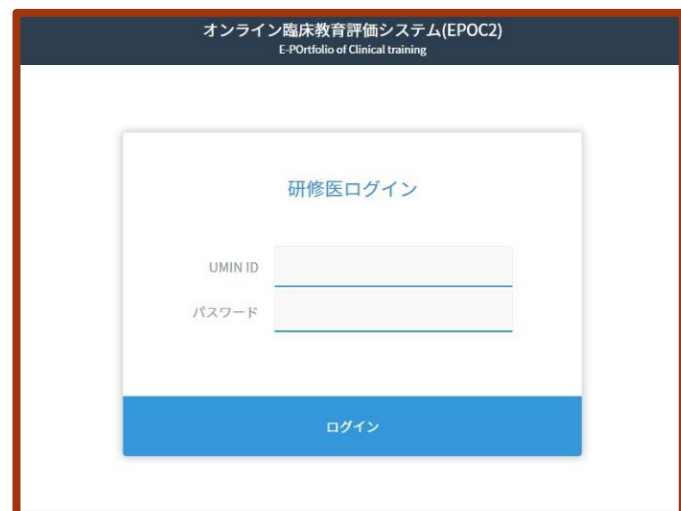 オンライン臨床教育評価システム(EPOC2)
E-POrtfolio of Clinical training
研修医ログイン
UMIN ID
パスワード
ログイン